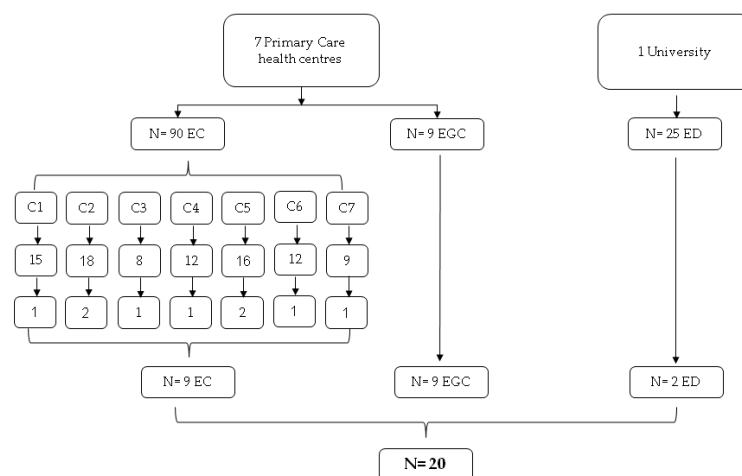 7 Primary Care
health centres
1 University
N= 90 EC
N= 9 EGC
N= 25 ED
C1 C2 C3 C4 C5 C6 C7
15 18 8 12 16 12 9
1 2 1 1 2 1 1
N= 9 EC
N= 9 EGC
N= 2 ED
N= 20